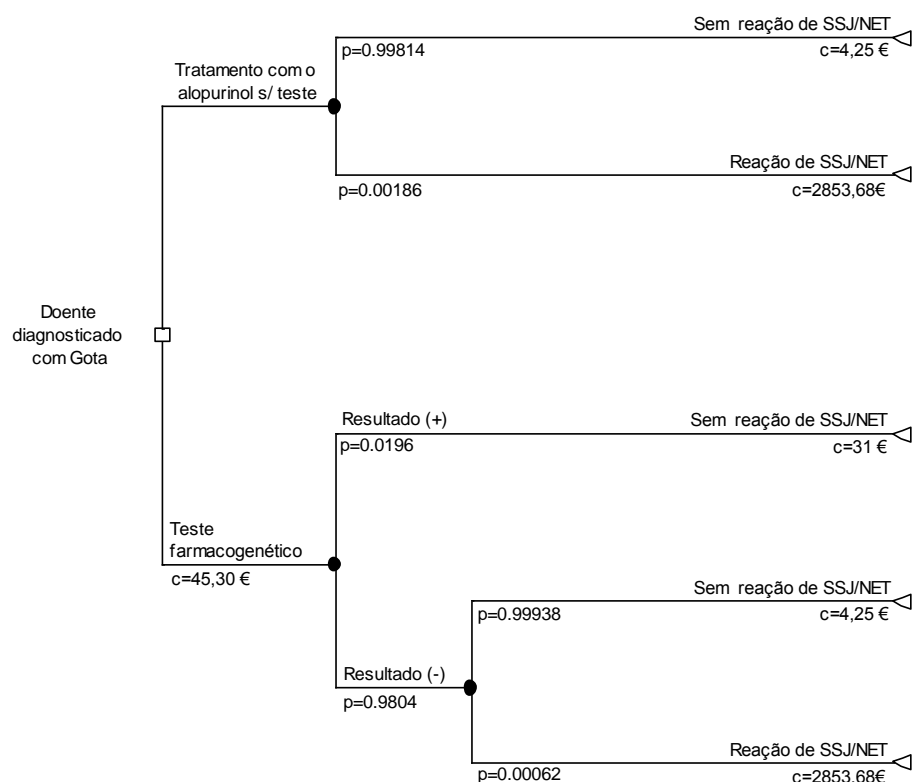 Sem reação de SSJ/NET
p=0.99814
c=4,25 €
Tratamento com o
alopurinol s/ teste
Reação de SSJ/NET
p=0.00186
c=2853,68€
Doente
diagnosticado
com Gota
Resultado (+)
Sem reação de SSJ/NET
p=0.0196
c=31 €
Teste
farmacogenético
c=45,30 €
Sem reação de SSJ/NET
p=0.99938
c=4,25 €
Resultado (-)
p=0.9804
Reação de SSJ/NET
p=0.00062
c=2853,68€